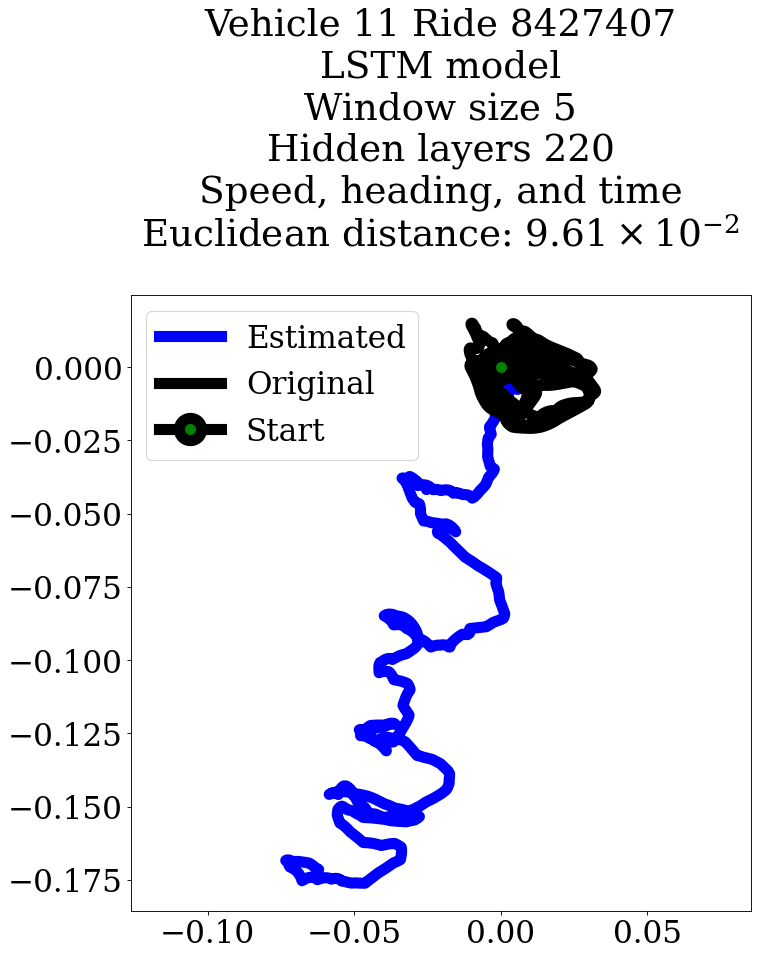 Vehicle 11 Ride 8427407
LSTM model
Window size 5
Hidden layers 220
Speed, heading, and time
Euclidean distance: 9.61 × 10⁻²
Estimated
Original
Start
0.000
−0.025
−0.050
−0.075
−0.100
−0.125
−0.150
−0.175
−0.10
−0.05
0.00
0.05